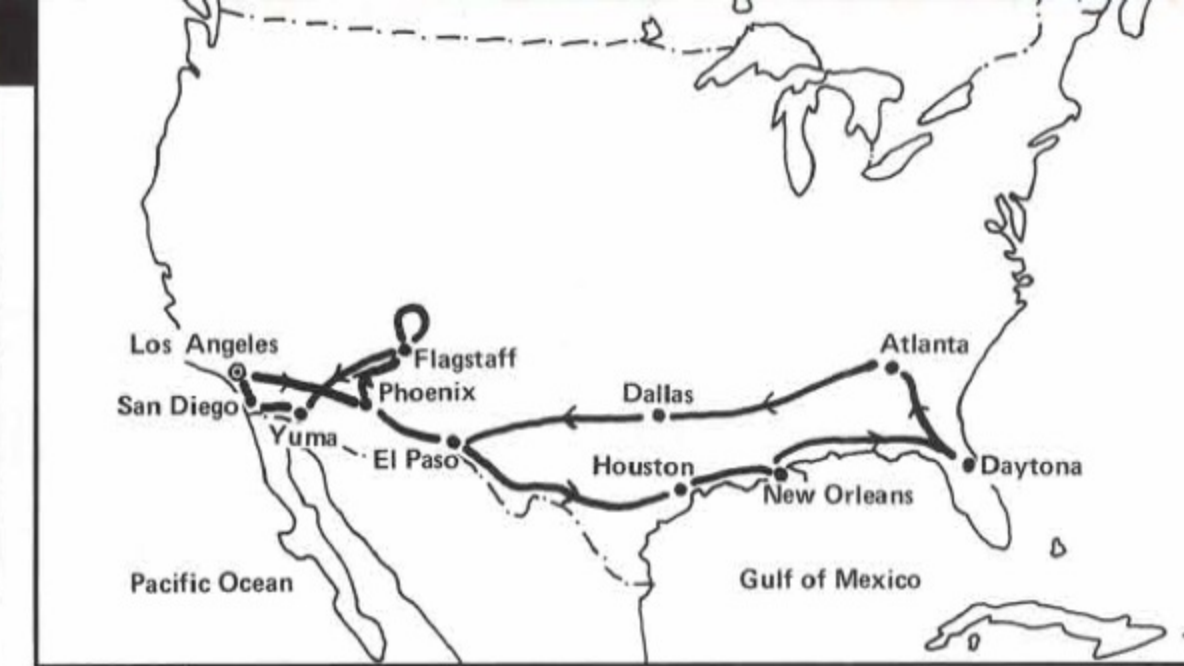 Los Angeles
Atlanta
Flagstaff
Phoenix
Dallas
San Diego
Yuma
El Paso
Houston
Daytona
New Orleans
Pacific Ocean
Gulf of Mexico